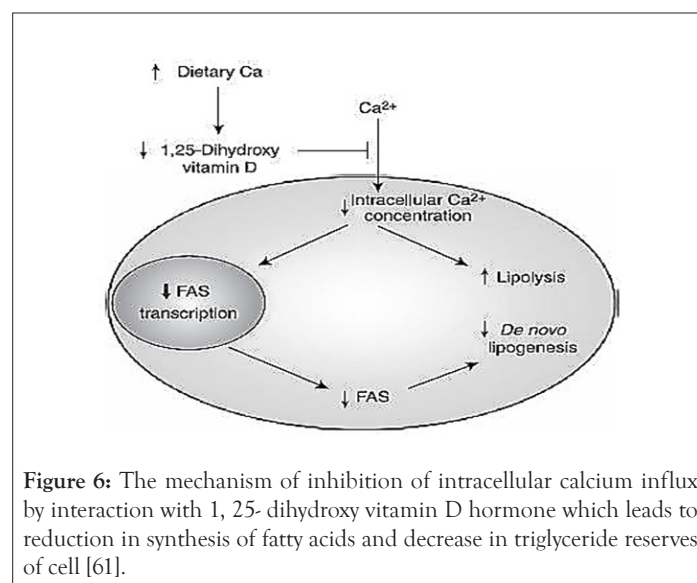 ↑ Dietary Ca
Ca²⁺
↓ 1,25-Dihydroxy
vitamin D
↓ Intracellular Ca²⁺
concentration
↓ FAS
transcription
↑ Lipolysis
↓ De novo
lipogenesis
↓ FAS
Figure 6: The mechanism of inhibition of intracellular calcium influx
by interaction with 1, 25- dihydroxy vitamin D hormone which leads to
reduction in synthesis of fatty acids and decrease in triglyceride reserves
of cell [61].